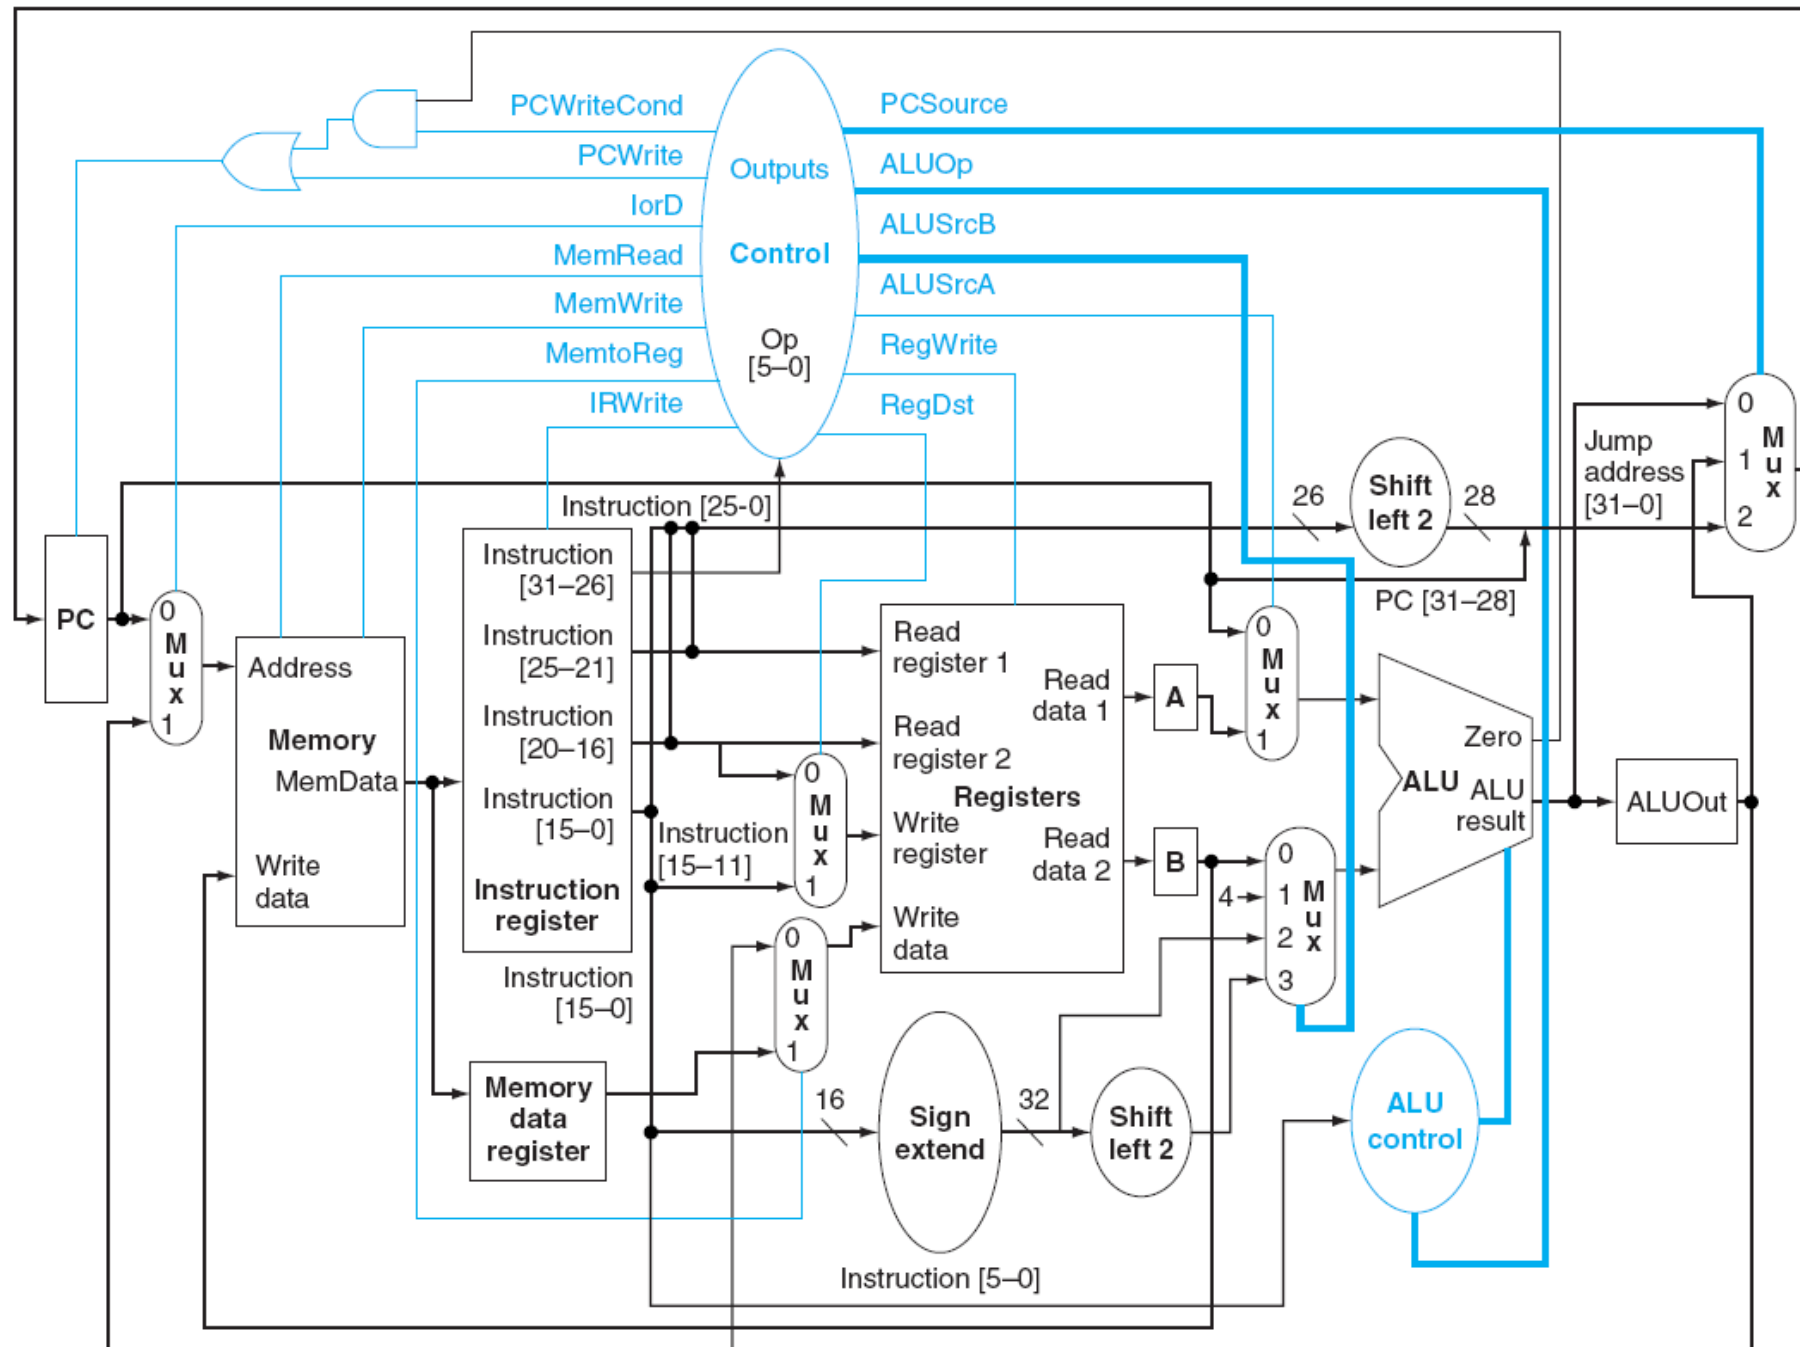 PCWriteCond
PCWrite
IorD
MemRead
MemWrite
MemtoReg
IRWrite
Outputs
Control
Op
[5–0]
PCSource
ALUOp
ALUSrcB
ALUSrcA
RegWrite
RegDst
Instruction [25-0]
26
Shift
left 2
28
Jump
address
[31–0]
0
1
2
M
u
x
PC [31–28]
PC
0
M
u
x
1
Address
Memory
MemData
Write
data
Instruction
[31–26]
Instruction
[25–21]
Instruction
[20–16]
Instruction
[15–0]
Instruction
register
Instruction
[15–0]
Instruction
[15–11]
0
M
u
x
1
0
M
u
x
1
Memory
data
register
Read
register 1
Read
register 2
Registers
Write
register
Write
data
Read
data 1
Read
data 2
A
B
0
M
u
x
1
4
0
1
2
3
M
u
x
Zero
ALU
ALU
result
ALUOut
16
Sign
extend
32
Shift
left 2
ALU
control
Instruction [5–0]